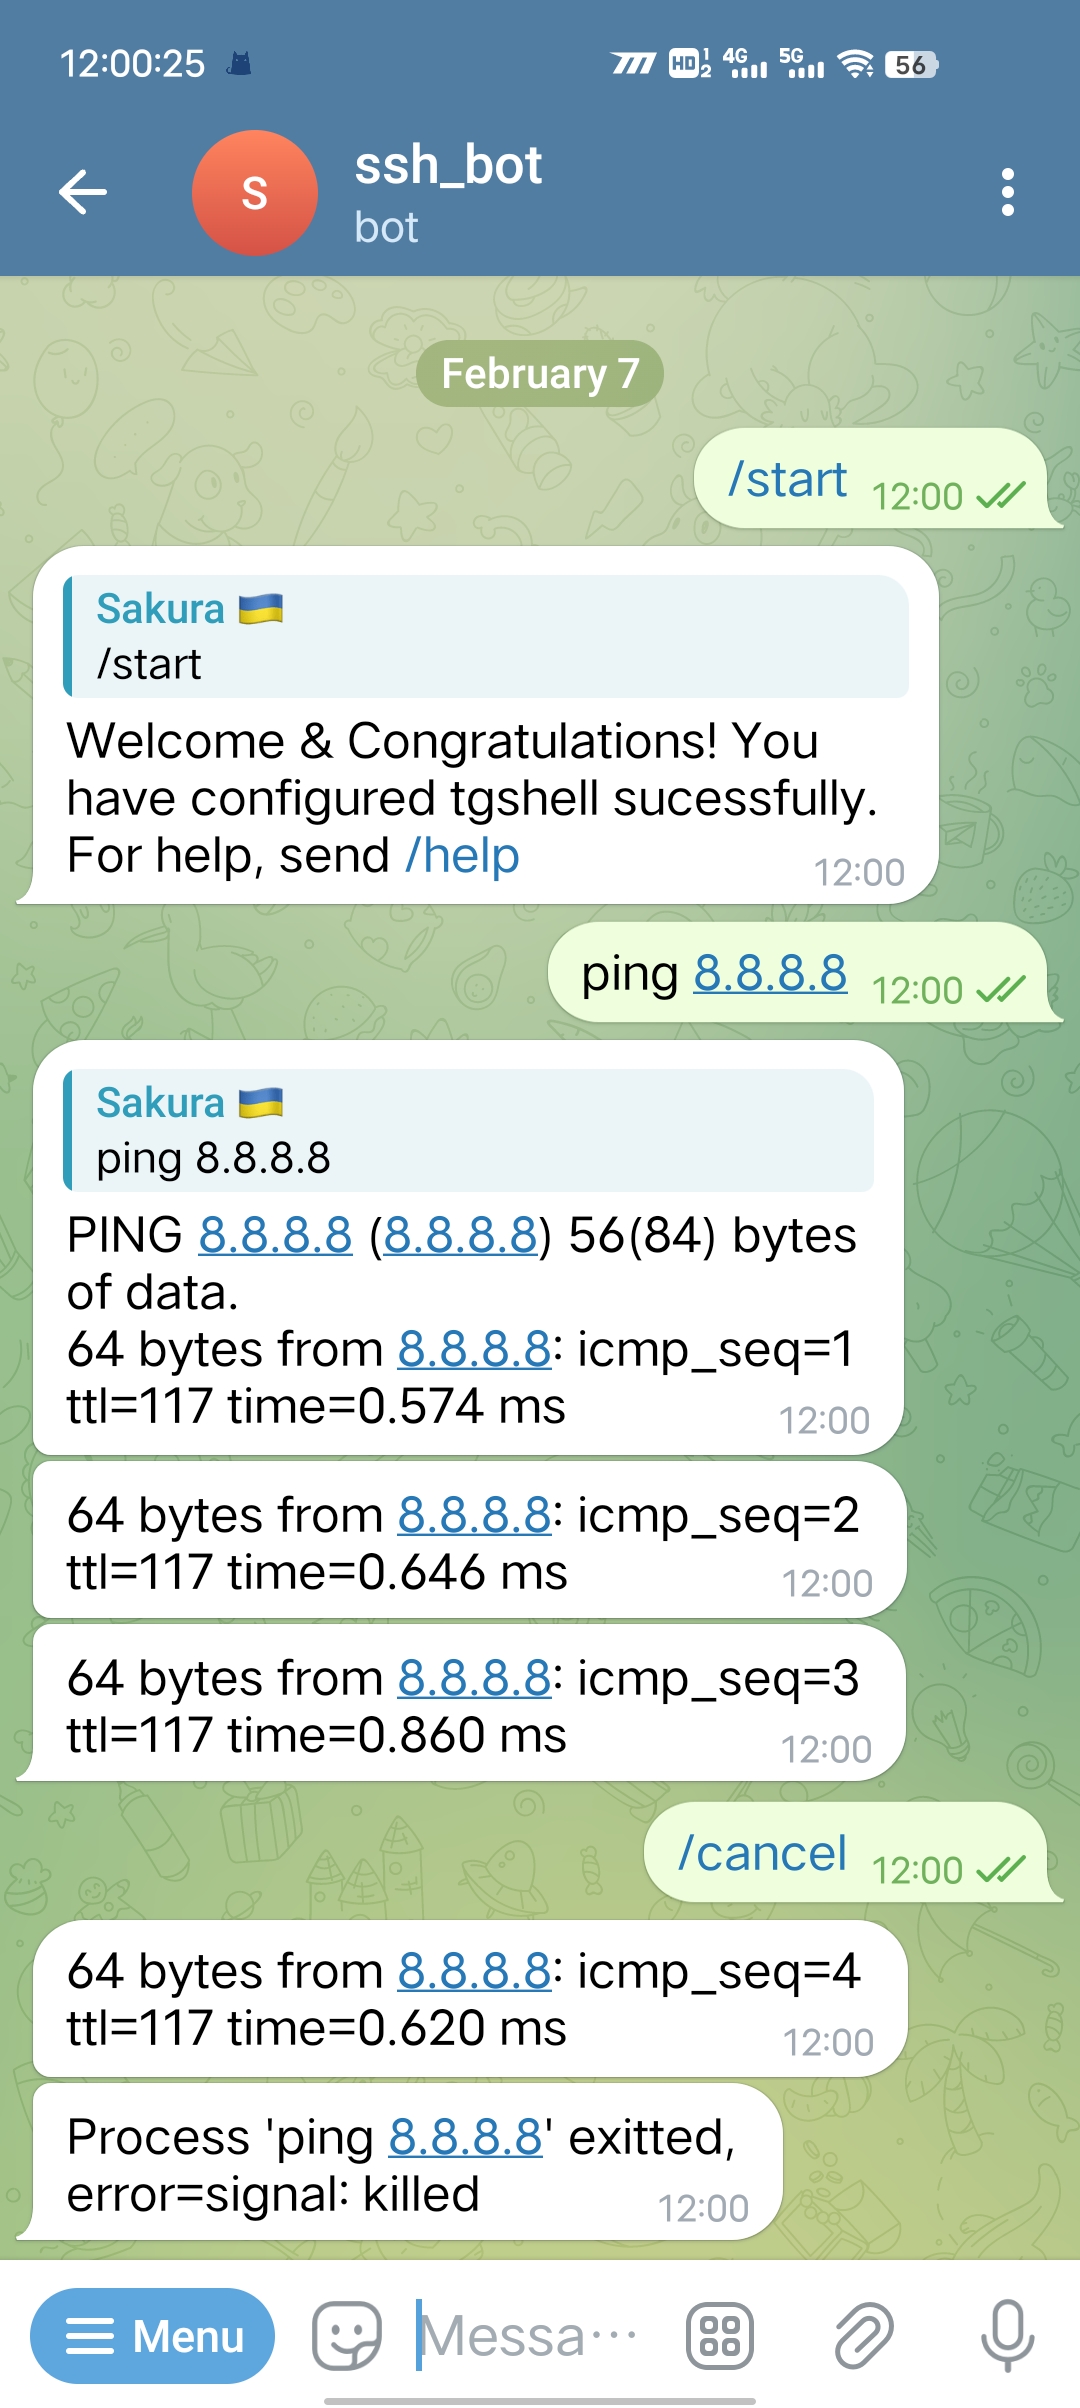 12:00:25 HD 1 2 4G 5G 56
S
ssh_bot
bot
February 7
/start 12:00
Sakura 🇺🇦
/start
Welcome & Congratulations! You
have configured tgshell sucessfully.
For help, send /help 12:00
ping 8.8.8.8 12:00
Sakura 🇺🇦
ping 8.8.8.8
PING 8.8.8.8 (8.8.8.8) 56(84) bytes
of data.
64 bytes from 8.8.8.8: icmp_seq=1
ttl=117 time=0.574 ms 12:00
64 bytes from 8.8.8.8: icmp_seq=2
ttl=117 time=0.646 ms 12:00
64 bytes from 8.8.8.8: icmp_seq=3
ttl=117 time=0.860 ms 12:00
/cancel 12:00
64 bytes from 8.8.8.8: icmp_seq=4
ttl=117 time=0.620 ms 12:00
Process 'ping 8.8.8.8' exitted,
error=signal: killed 12:00
Menu Messa...